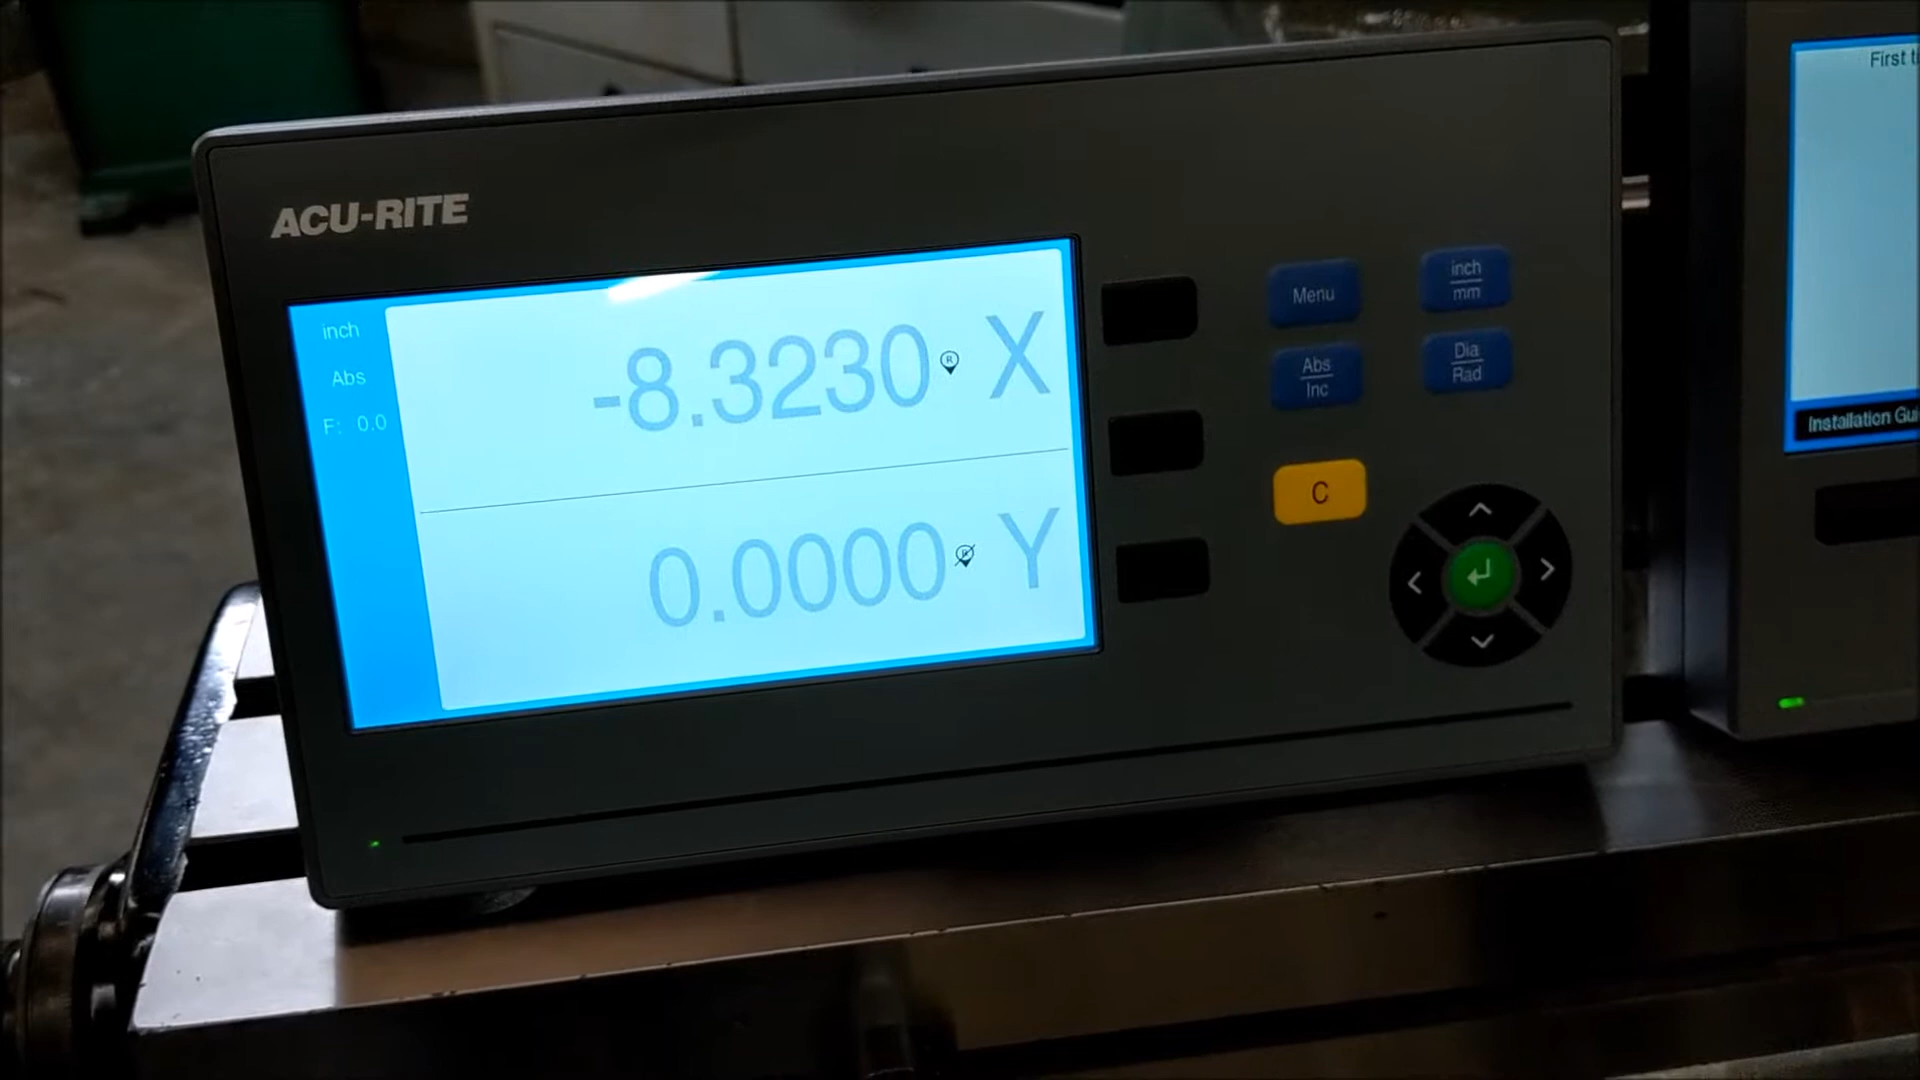 ACU-RITE
inch
Abs
F: 0.0
-8.3230 R X
0.0000 R Y
Menu
inch
mm
Abs
Inc
Dia
Rad
C
First
Installation